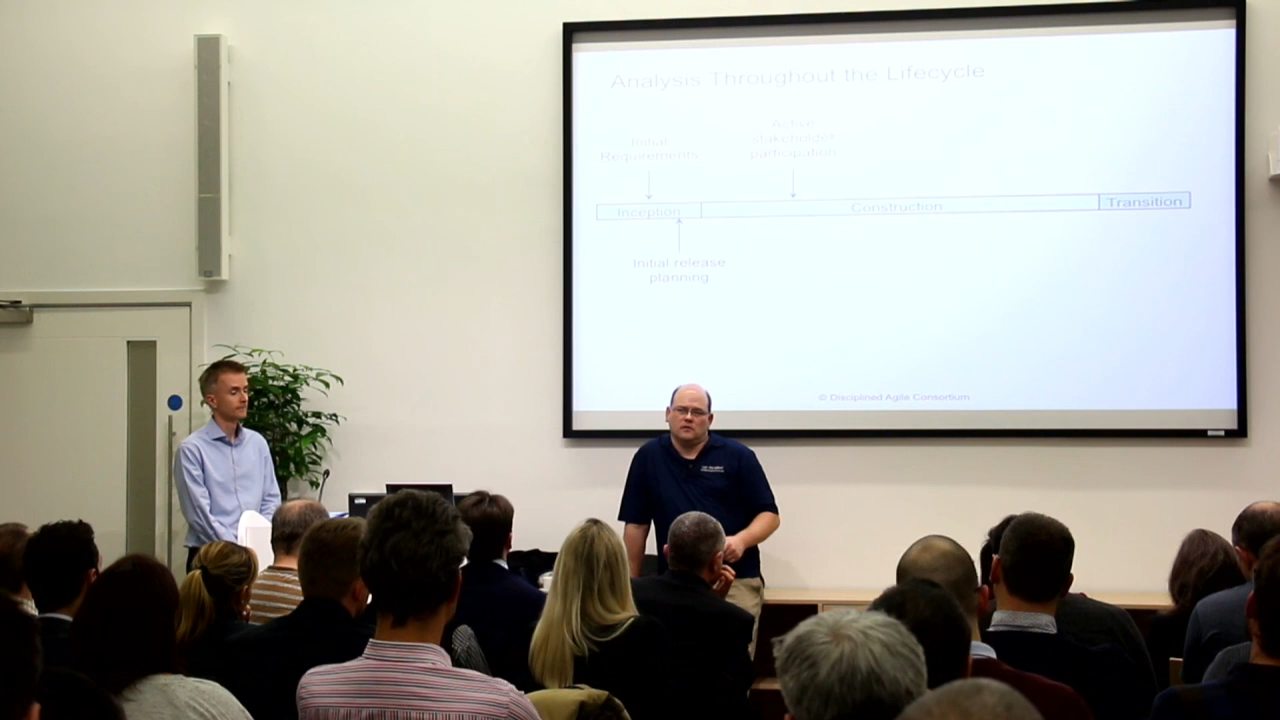 Analysis Throughout the Lifecycle
Active
stakeholder
participation
Initial
Requirements
Inception
Construction
Transition
Initial release
planning
© Disciplined Agile Consortium